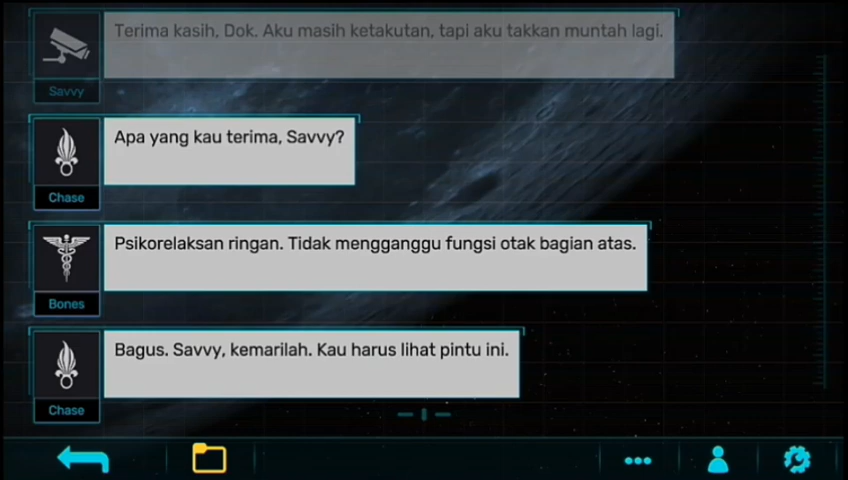 Terima kasih, Dok. Aku masih ketakutan, tapi aku takkan muntah lagi.
Savvy
Apa yang kau terima, Savvy?
Chase
Psikorelaksan ringan. Tidak mengganggu fungsi otak bagian atas.
Bones
Bagus. Savvy, kemarilah. Kau harus lihat pintu ini.
Chase